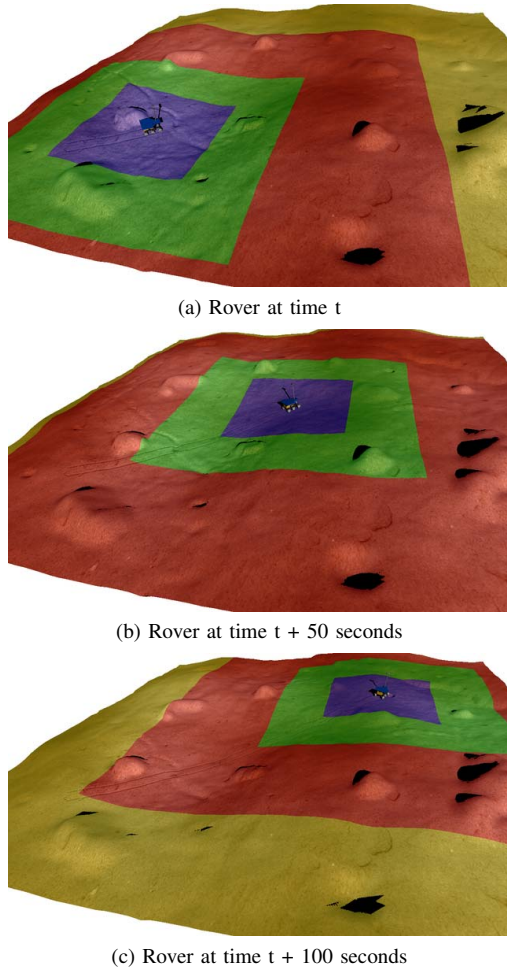 (a) Rover at time t
(b) Rover at time t + 50 seconds
(c) Rover at time t + 100 seconds